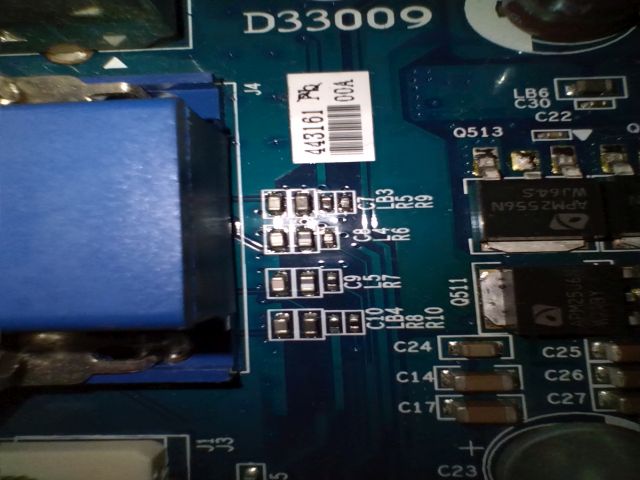 D33009
J4
443161
00A
LB6
C30
C22
Q513
C7
LB3
R5
R9
C8
L4
R6
C9
L5
R7
C10
LB4
R8
R10
APM2556N
WJ64S
Q511
C24
C14
C17
C25
C26
C27
J1
J3
C23